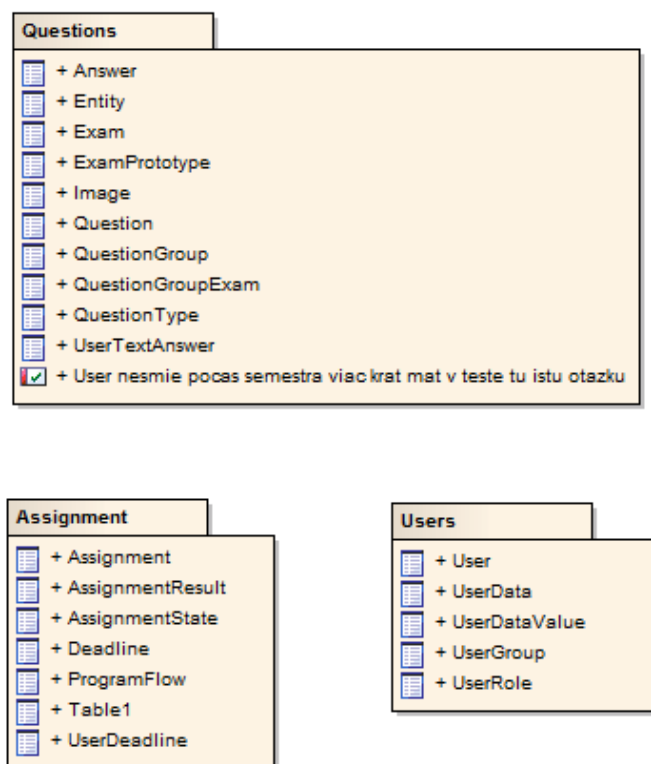 Questions
+ Answer
+ Entity
+ Exam
+ ExamPrototype
+ Image
+ Question
+ QuestionGroup
+ QuestionGroupExam
+ QuestionType
+ UserTextAnswer
+ User nesmie pocas semestra viac krat mat v teste tu istu otazku
Assignment
+ Assignment
+ AssignmentResult
+ AssignmentState
+ Deadline
+ ProgramFlow
+ Table1
+ UserDeadline
Users
+ User
+ UserData
+ UserDataValue
+ UserGroup
+ UserRole